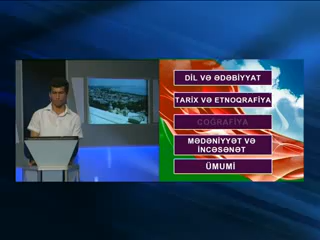 DİL VƏ ƏDƏBİYYAT
TARİX VƏ ETNOQRAFİYA
COĞRAFİYA
MƏDƏNİYYƏT VƏ
İNCƏSƏNƏT
ÜMUMİ